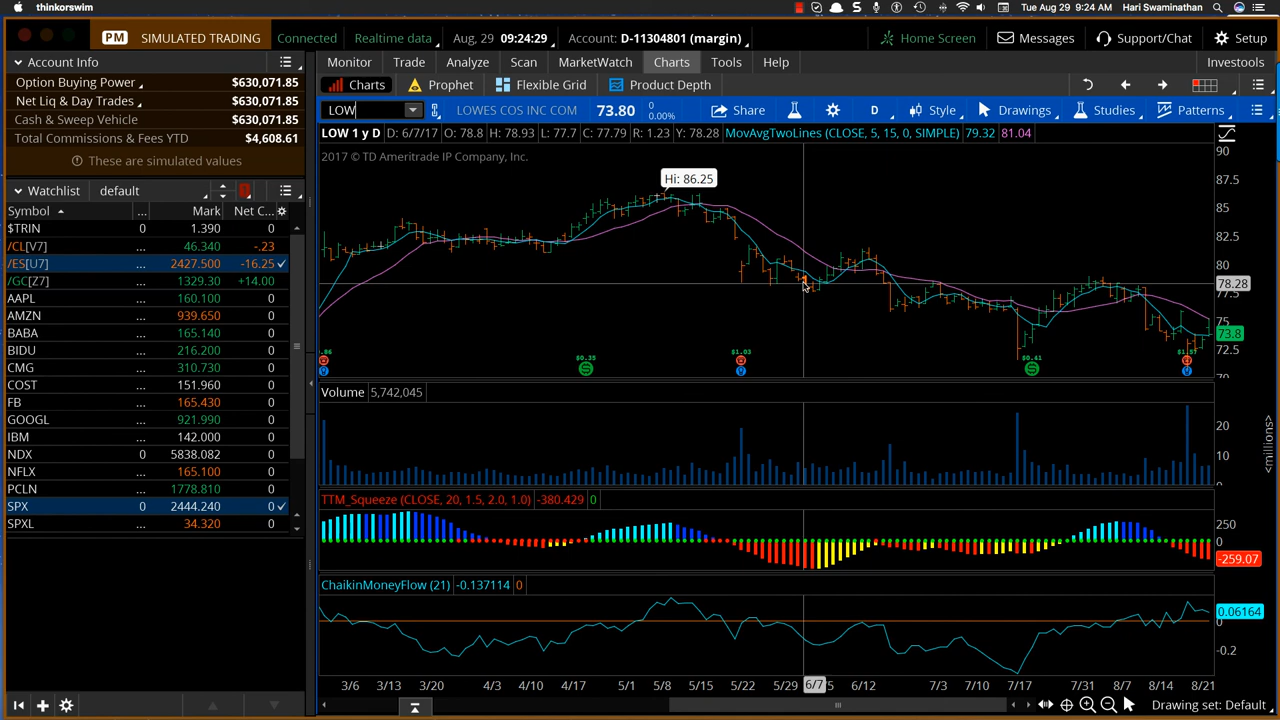 thinkorswim
Tue Aug 29 9:24 AM Hari Swaminathan
PM SIMULATED TRADING Connected Realtime data Aug, 29 09:24:29 Account: D-11304801 (margin) Home Screen Messages Support/Chat Setup
Account Info
Option Buying Power $630,071.85
Net Liq & Day Trades $630,071.85
Cash & Sweep Vehicle $630,071.85
Total Commissions & Fees YTD $4,608.61
These are simulated values
Watchlist default
Symbol ... Mark Net C...
$TRIN 0 1.390 0
/CL[V7] 46.340 -.23
/ES[U7] 2427.500 -16.25
/GC[Z7] 1329.30 +14.00
AAPL ... 160.100 0
AMZN ... 939.650 0
BABA ... 165.140 0
BIDU ... 216.200 0
CMG ... 310.730 0
COST ... 151.960 0
FB ... 165.430 0
GOOGL ... 921.990 0
IBM ... 142.000 0
NDX 0 5838.082 0
NFLX ... 165.100 0
PCLN ... 1778.810 0
SPX 0 2444.240 0
SPXL ... 34.320 0
Monitor Trade Analyze Scan MarketWatch Charts Tools Help Investools
Charts Prophet Flexible Grid Product Depth
LOW LOWES COS INC COM 73.80 0 0.00% Share D Style Drawings Studies Patterns
LOW 1 y D D: 6/7/17 O: 78.8 H: 78.93 L: 77.7 C: 77.79 R: 1.23 Y: 78.28 MovAvgTwoLines (CLOSE, 5, 15, 0, SIMPLE) 79.32 81.04
2017 © TD Ameritrade IP Company, Inc.
Hi: 86.25
90
87.5
85
82.5
80
78.28
77.5
75
73.8
72.5
70
.86 $0.35 $1.03 $0.41 $1.57
Volume 5,742,045
20
10
0
<millions>
TTM_Squeeze (CLOSE, 20, 1.5, 2.0, 1.0) -380.429 0
250
0
-259.07
ChaikinMoneyFlow (21) -0.137114 0
0.06164
0
-0.2
3/6 3/13 3/20 4/3 4/10 4/17 5/1 5/8 5/15 5/22 5/29 6/7 6/12 7/3 7/10 7/17 7/31 8/7 8/14 8/21
Drawing set: Default